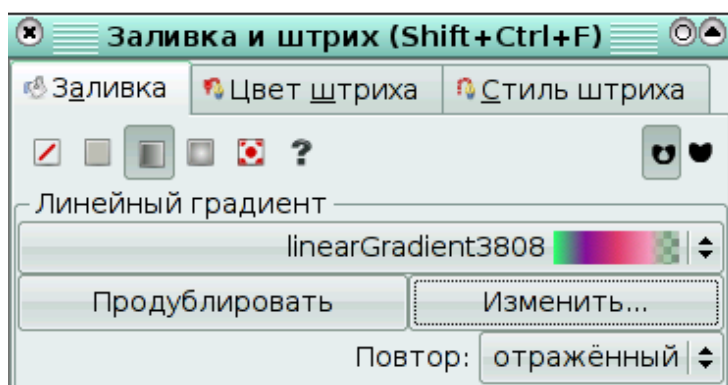 Заливка и штрих (Shift+Ctrl+F)
Заливка Цвет штриха Стиль штриха
?
Линейный градиент
linearGradient3808
Продублировать Изменить...
Повтор: отражённый